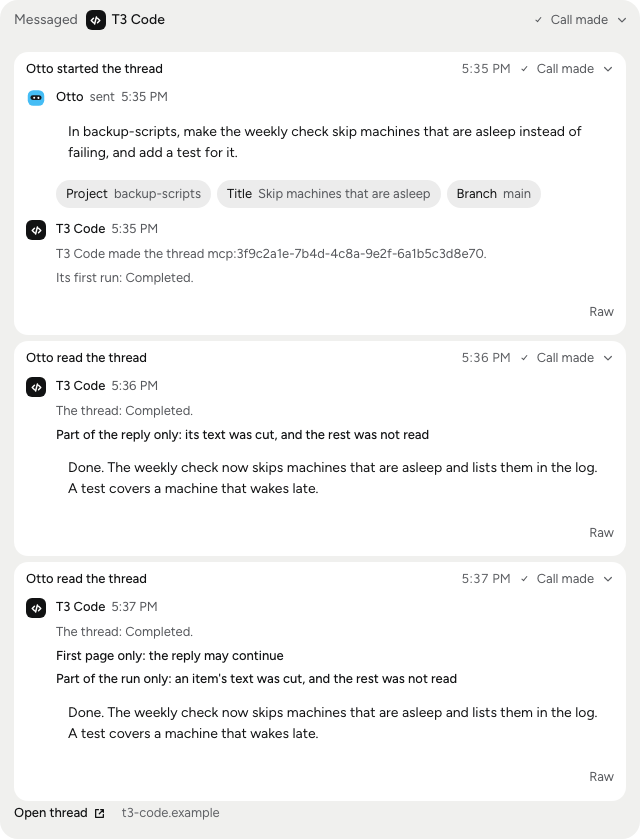 Messaged T3 Code Call made
Otto started the thread 5:35 PM Call made
Otto sent 5:35 PM
In backup-scripts, make the weekly check skip machines that are asleep instead of
failing, and add a test for it.
Project backup-scripts Title Skip machines that are asleep Branch main
T3 Code 5:35 PM
T3 Code made the thread mcp:3f9c2a1e-7b4d-4c8a-9e2f-6a1b5c3d8e70.
Its first run: Completed.
Raw
Otto read the thread 5:36 PM Call made
T3 Code 5:36 PM
The thread: Completed.
Part of the reply only: its text was cut, and the rest was not read
Done. The weekly check now skips machines that are asleep and lists them in the log.
A test covers a machine that wakes late.
Raw
Otto read the thread 5:37 PM Call made
T3 Code 5:37 PM
The thread: Completed.
First page only: the reply may continue
Part of the run only: an item's text was cut, and the rest was not read
Done. The weekly check now skips machines that are asleep and lists them in the log.
A test covers a machine that wakes late.
Raw
Open thread t3-code.example